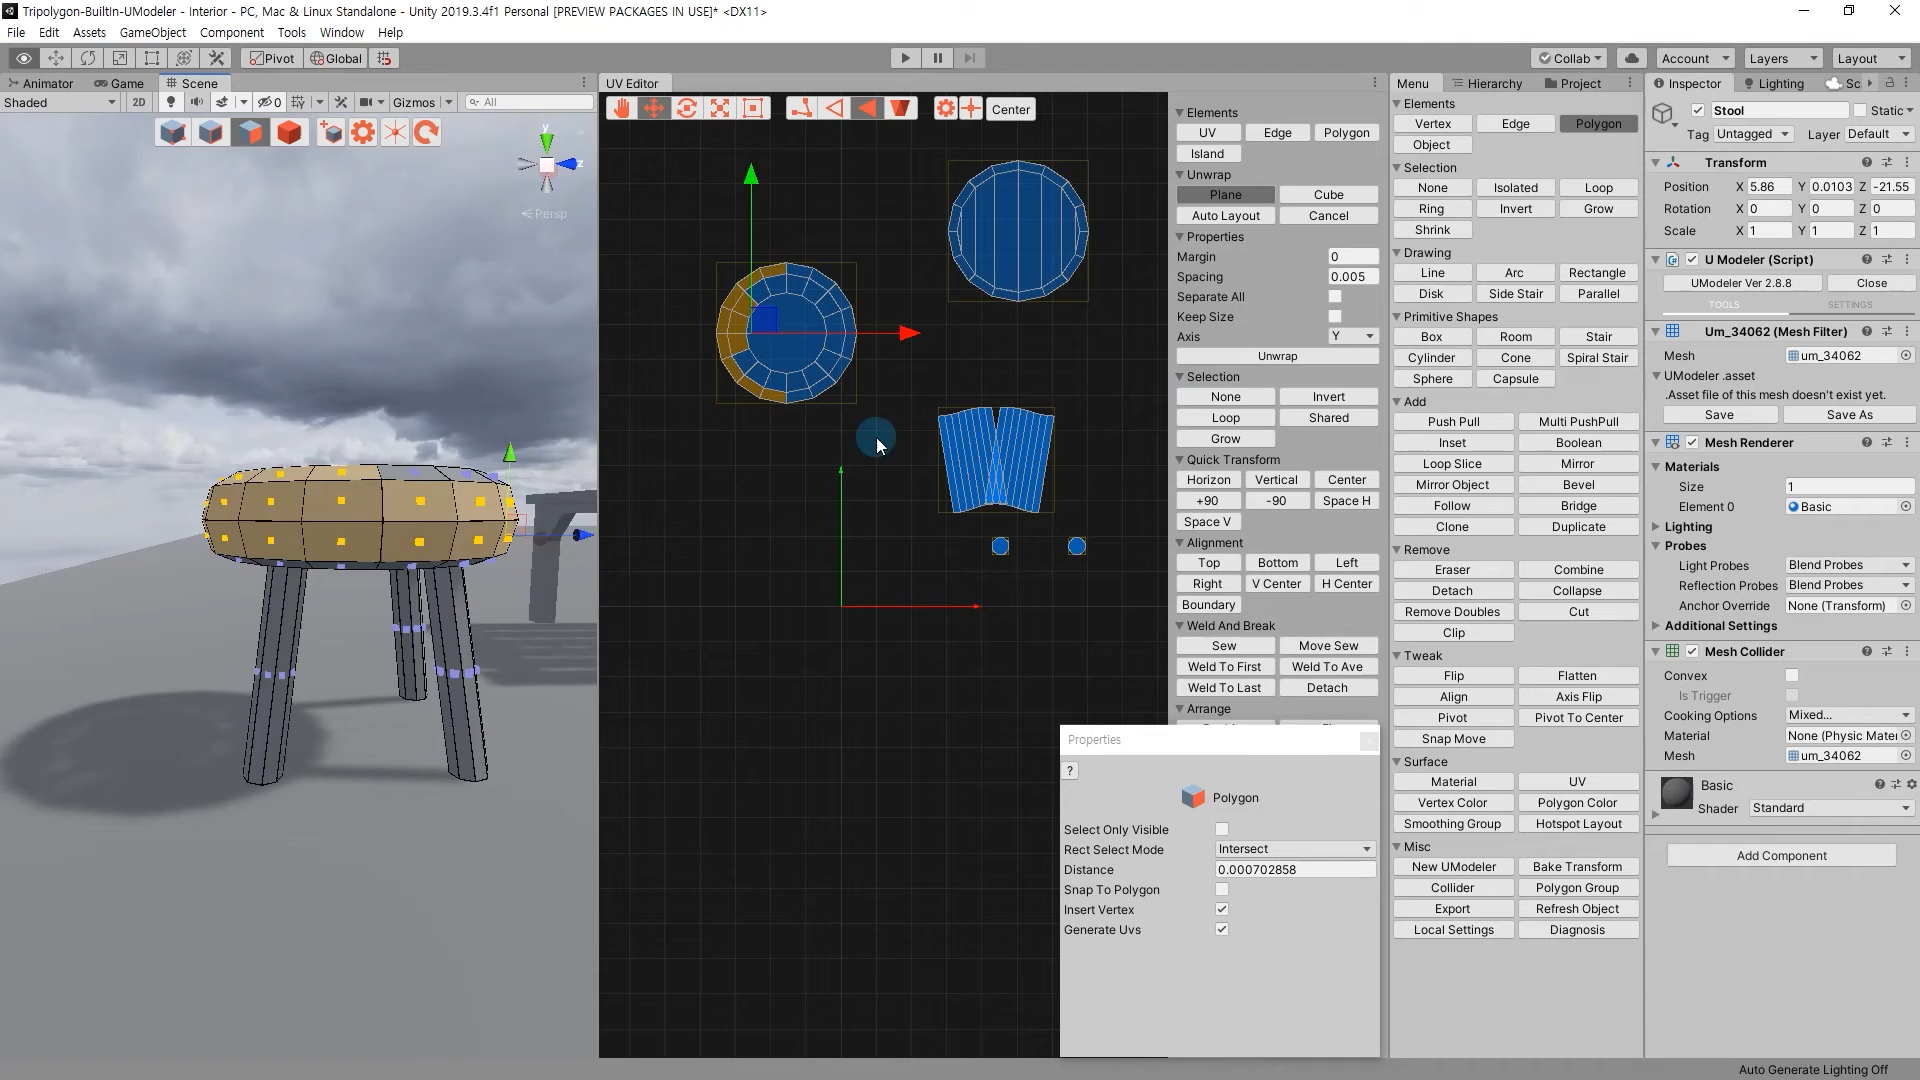 Tripolygon-BuiltIn-UModeler - Interior - PC, Mac & Linux Standalone - Unity 2019.3.4f1 Personal [PREVIEW PACKAGES IN USE]* <DX11>
File Edit Assets GameObject Component Tools Window Help
Pivot Global Collab Account Layers Layout
Animator Game Scene
Shaded 2D 0 Gizmos All
y
z
Persp
UV Editor
Center
Elements
UV Edge Polygon
Island
Unwrap
Plane Cube
Auto Layout Cancel
Properties
Margin 0
Spacing 0.005
Separate All
Keep Size
Axis Y
Unwrap
Selection
None Invert
Loop Shared
Grow
Quick Transform
Horizon Vertical Center
+90 -90 Space H
Space V
Alignment
Top Bottom Left
Right V Center H Center
Boundary
Weld And Break
Sew Move Sew
Weld To First Weld To Ave
Weld To Last Detach
Arrange
Properties
?
Polygon
Select Only Visible
Rect Select Mode Intersect
Distance 0.000702858
Snap To Polygon
Insert Vertex
Generate Uvs
Menu Hierarchy Project
Elements
Vertex Edge Polygon
Object
Selection
None Isolated Loop
Ring Invert Grow
Shrink
Drawing
Line Arc Rectangle
Disk Side Stair Parallel
Primitive Shapes
Box Room Stair
Cylinder Cone Spiral Stair
Sphere Capsule
Add
Push Pull Multi PushPull
Inset Boolean
Loop Slice Mirror
Mirror Object Bevel
Follow Bridge
Clone Duplicate
Remove
Eraser Combine
Detach Collapse
Remove Doubles Cut
Clip
Tweak
Flip Flatten
Align Axis Flip
Pivot Pivot To Center
Snap Move
Surface
Material UV
Vertex Color Polygon Color
Smoothing Group Hotspot Layout
Misc
New UModeler Bake Transform
Collider Polygon Group
Export Refresh Object
Local Settings Diagnosis
Inspector Lighting Sc
Stool Static
Tag Untagged Layer Default
Transform
Position X 5.86 Y 0.0103 Z -21.55
Rotation X 0 Y 0 Z 0
Scale X 1 Y 1 Z 1
U Modeler (Script)
UModeler Ver 2.8.8 Close
TOOLS SETTINGS
Um_34062 (Mesh Filter)
Mesh um_34062
UModeler .asset
.Asset file of this mesh doesn't exist yet.
Save Save As
Mesh Renderer
Materials
Size 1
Element 0 Basic
Lighting
Probes
Light Probes Blend Probes
Reflection Probes Blend Probes
Anchor Override None (Transform)
Additional Settings
Mesh Collider
Convex
Is Trigger
Cooking Options Mixed...
Material None (Physic Mater
Mesh um_34062
Basic
Shader Standard
Add Component
Auto Generate Lighting Off